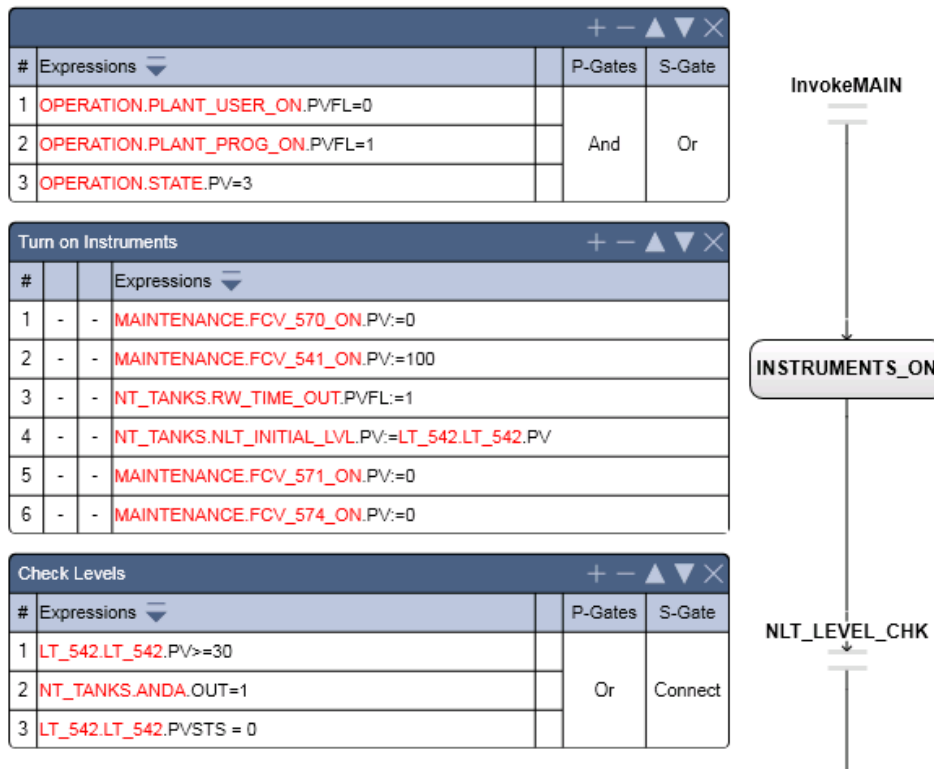 # Expressions P-Gates S-Gate
1 OPERATION.PLANT_USER_ON.PVFL=0
2 OPERATION.PLANT_PROG_ON.PVFL=1 And Or
3 OPERATION.STATE.PV=3
Turn on Instruments
# Expressions
1 - - MAINTENANCE.FCV_570_ON.PV:=0
2 - - MAINTENANCE.FCV_541_ON.PV:=100
3 - - NT_TANKS.RW_TIME_OUT.PVFL:=1
4 - - NT_TANKS.NLT_INITIAL_LVL.PV:=LT_542.LT_542.PV
5 - - MAINTENANCE.FCV_571_ON.PV:=0
6 - - MAINTENANCE.FCV_574_ON.PV:=0
Check Levels
# Expressions P-Gates S-Gate
1 LT_542.LT_542.PV>=30
2 NT_TANKS.ANDA.OUT=1 Or Connect
3 LT_542.LT_542.PVSTS = 0
InvokeMAIN
INSTRUMENTS_ON
NLT_LEVEL_CHK